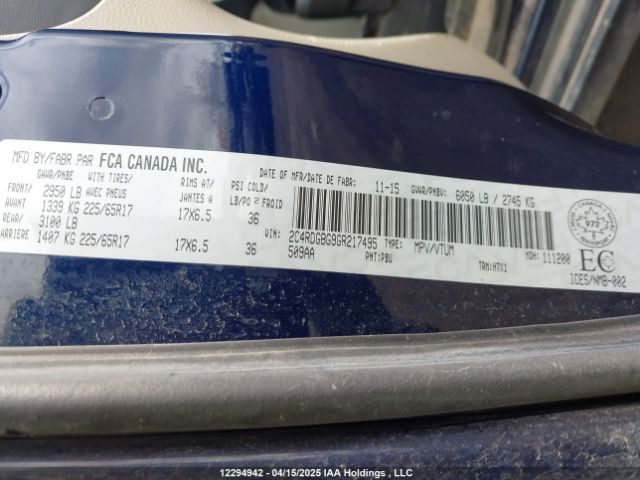 MFD BY/FABR PAR FCA CANADA INC.
GAWR/PNBE WITH TIRES/ RIMS AT/ PSI COLD/
FRONT/ 2950 LB AVEC PNEUS JANTES A LB/PO 2 FROID
AVANT 1339 KG 225/65R17 17X6.5 36
REAR/ 3100 LB
ARRIERE 1407 KG 225/65R17 17X6.5 36
DATE OF MFR/DATE DE FABR: 11-15 GVWR/PNBV: 6050 LB / 2745 KG
VIN: 2C4RDGBG9GR217495 TYPE: MPV/VTUM MDH: 111200
509AA PNT:PBU TRM:H7X1
CANADA
972
TRANSPORT
EC
ICES/NMB-002
12294942 - 04/15/2025 IAA Holdings , LLC